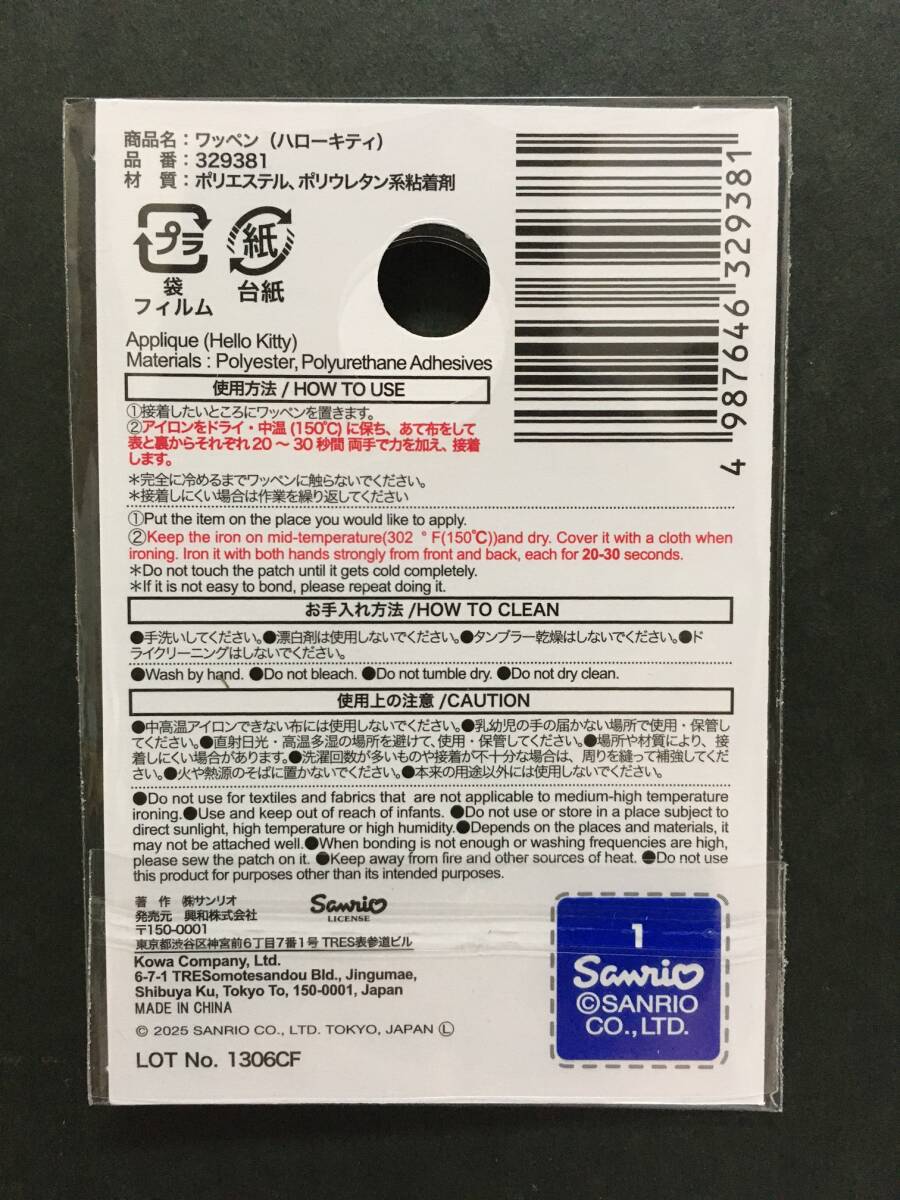 商品名：ワッペン（ハローキティ）
品　番：329381
材　質：ポリエステル、ポリウレタン系粘着剤
プラ
袋
フィルム
紙
台紙
4 987646 329381
Applique (Hello Kitty)
Materials : Polyester, Polyurethane Adhesives
使用方法 / HOW TO USE
①接着したいところにワッペンを置きます。
②アイロンをドライ・中温 (150℃) に保ち、あて布をして
表と裏からそれぞれ 20 ～ 30 秒間 両手で力を加え、接着
します。
＊完全に冷めるまでワッペンに触らないでください。
＊接着しにくい場合は作業を繰り返してください
①Put the item on the place you would like to apply.
②Keep the iron on mid-temperature(302 ° F(150℃))and dry. Cover it with a cloth when
ironing. Iron it with both hands strongly from front and back, each for 20-30 seconds.
＊Do not touch the patch until it gets cold completely.
＊If it is not easy to bond, please repeat doing it.
お手入れ方法 /HOW TO CLEAN
●手洗いしてください。●漂白剤は使用しないでください。●タンブラー乾燥はしないでください。●ド
ライクリーニングはしないでください。
●Wash by hand. ●Do not bleach. ●Do not tumble dry. ●Do not dry clean.
使用上の注意 /CAUTION
●中高温アイロンできない布には使用しないでください。●乳幼児の手の届かない場所で使用・保管し
てください。●直射日光・高温多湿の場所を避けて、使用・保管してください。●場所や材質により、接
着しにくい場合があります。●洗濯回数が多いものや接着が不十分な場合は、周りを縫って補強してくだ
さい。●火や熱源のそばに置かないでください。●本来の用途以外には使用しないでください。
●Do not use for textiles and fabrics that are not applicable to medium-high temperature
ironing.●Use and keep out of reach of infants. ●Do not use or store in a place subject to
direct sunlight, high temperature or high humidity.●Depends on the places and materials, it
may not be attached well.●When bonding is not enough or washing frequencies are high,
please sew the patch on it. ●Keep away from fire and other sources of heat. ●Do not use
this product for purposes other than its intended purposes.
著　作　㈱サンリオ
発売元　興和株式会社
〒150-0001
東京都渋谷区神宮前6丁目7番1号 TRES表参道ビル
Sanrio
LICENSE
Kowa Company, Ltd.
6-7-1 TRESomotesandou Bld., Jingumae,
Shibuya Ku, Tokyo To, 150-0001, Japan
MADE IN CHINA
© 2025 SANRIO CO., LTD. TOKYO, JAPAN Ⓛ
LOT No. 1306CF
1
Sanrio
©SANRIO
CO.,LTD.